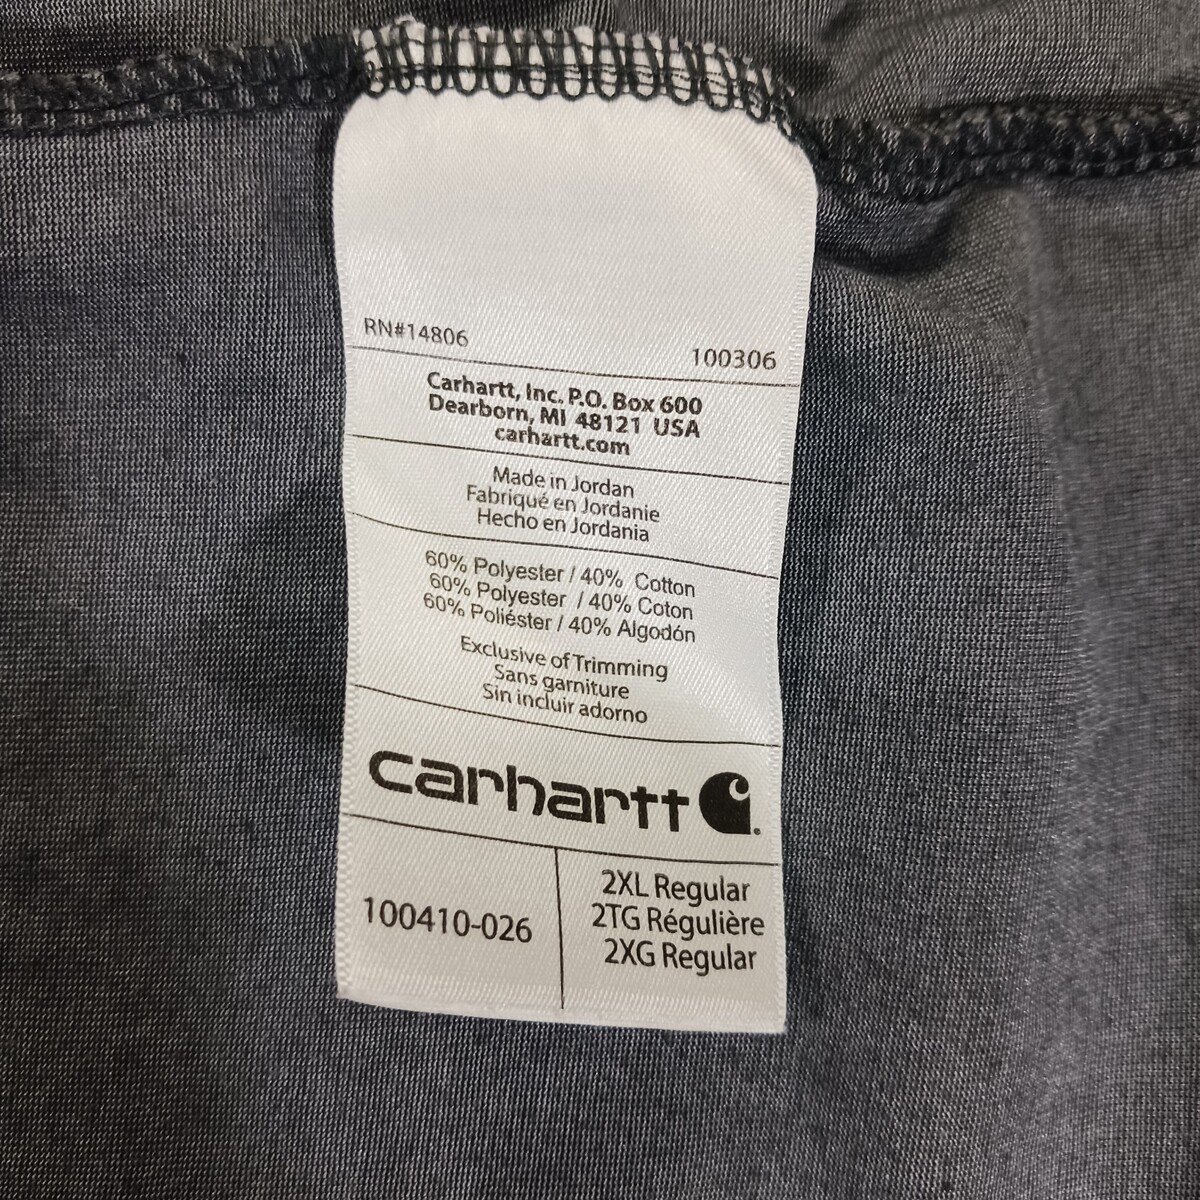 RN#14806
100306
Carhartt, Inc. P.O. Box 600
Dearborn, MI 48121 USA
carhartt.com
Made in Jordan
Fabriqué en Jordanie
Hecho en Jordania
60% Polyester / 40% Cotton
60% Polyester / 40% Coton
60% Poliéster / 40% Algodón
Exclusive of Trimming
Sans garniture
Sin incluir adorno
carhartt
100410-026
2XL Regular
2TG Régulière
2XG Regular